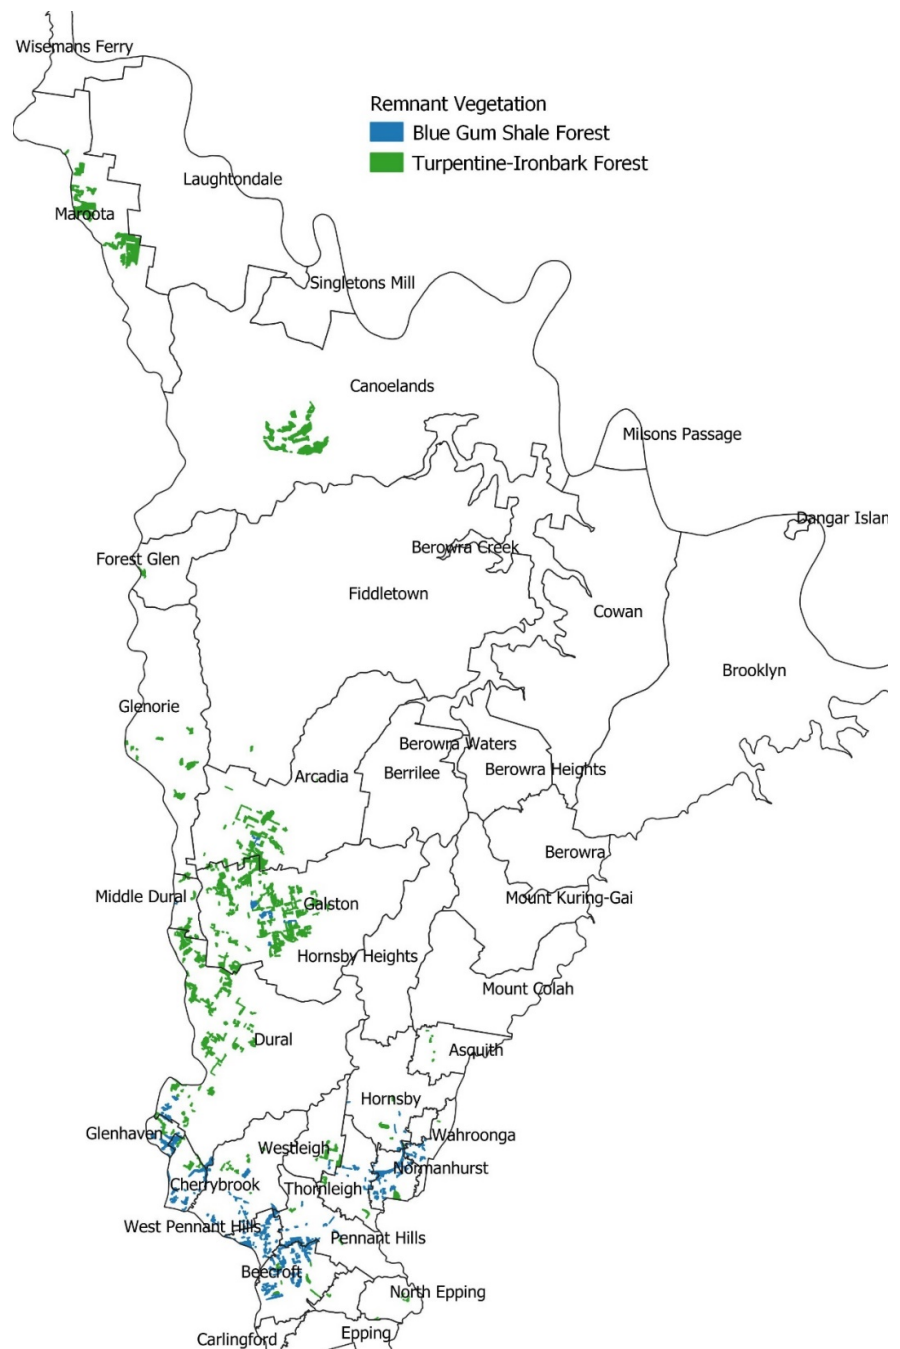 Wisemans Ferry
Remnant Vegetation
Blue Gum Shale Forest
Turpentine-Ironbark Forest
Laughtondale
Maroota
Singletons Mill
Canoelands
Milsons Passage
Dangar Islan
Berowra Creek
Forest Glen
Fiddletown
Cowan
Brooklyn
Glenorie
Berowra Waters
Arcadia
Berrilee
Berowra Heights
Berowra
Middle Dural
Galston
Mount Kuring-Gai
Hornsby Heights
Mount Colah
Dural
Asquith
Hornsby
Glenhaven
Wahroonga
Westleigh
Normanhurst
Cherrybrook
Thornleigh
West Pennant Hills
Pennant Hills
Beecroft
North Epping
Carlingford
Epping